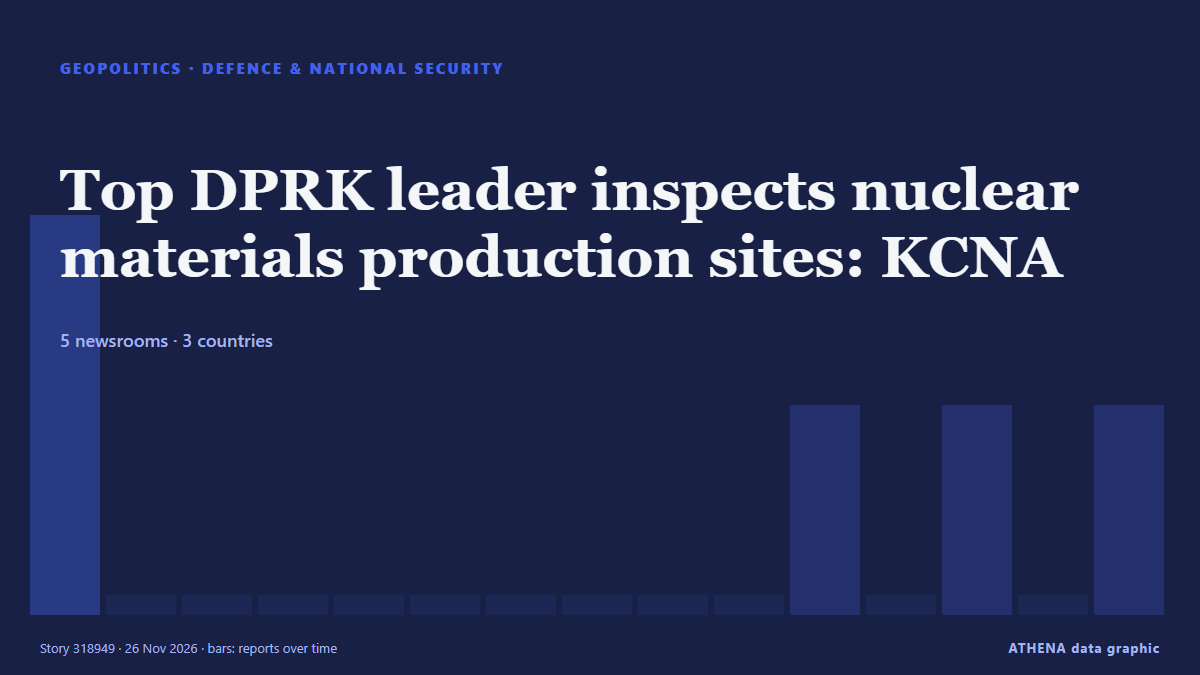 GEOPOLITICS · DEFENCE & NATIONAL SECURITY
Top DPRK leader inspects nuclear
materials production sites: KCNA
5 newsrooms · 3 countries
Story 318949 · 26 Nov 2026 · bars: reports over time
ATHENA data graphic